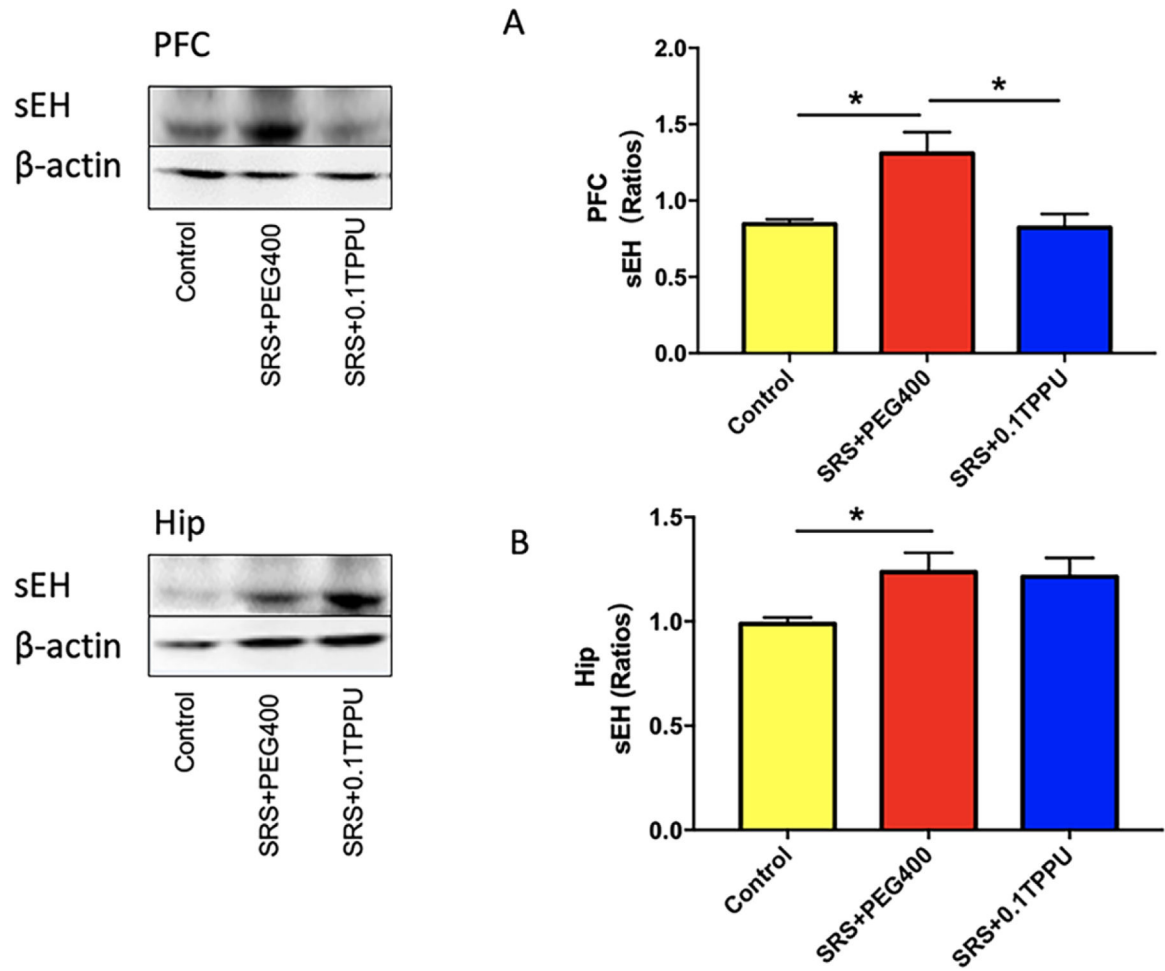 PFC
sEH
β-actin
Control
SRS+PEG400
SRS+0.1TPPU
A
PFC
sEH (Ratios)
2.0
1.5
1.0
0.5
0.0
*
*
Control
SRS+PEG400
SRS+0.1TPPU
Hip
sEH
β-actin
Control
SRS+PEG400
SRS+0.1TPPU
B
Hip
sEH (Ratios)
1.5
1.0
0.5
0.0
*
Control
SRS+PEG400
SRS+0.1TPPU